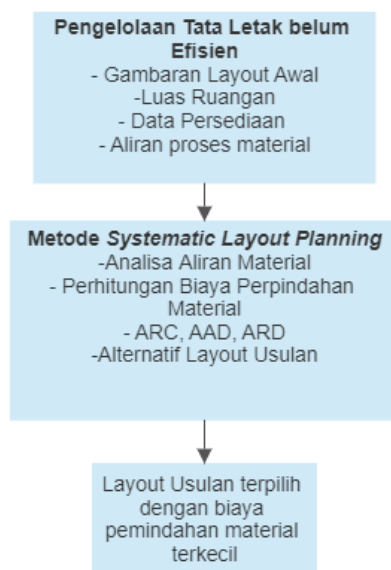 Pengelolaan Tata Letak belum
Efisien
- Gambaran Layout Awal
-Luas Ruangan
- Data Persediaan
- Aliran proses material
Metode Systematic Layout Planning
-Analisa Aliran Material
- Perhitungan Biaya Perpindahan
Material
- ARC, AAD, ARD
-Alternatif Layout Usulan
Layout Usulan terpilih
dengan biaya
pemindahan material
terkecil